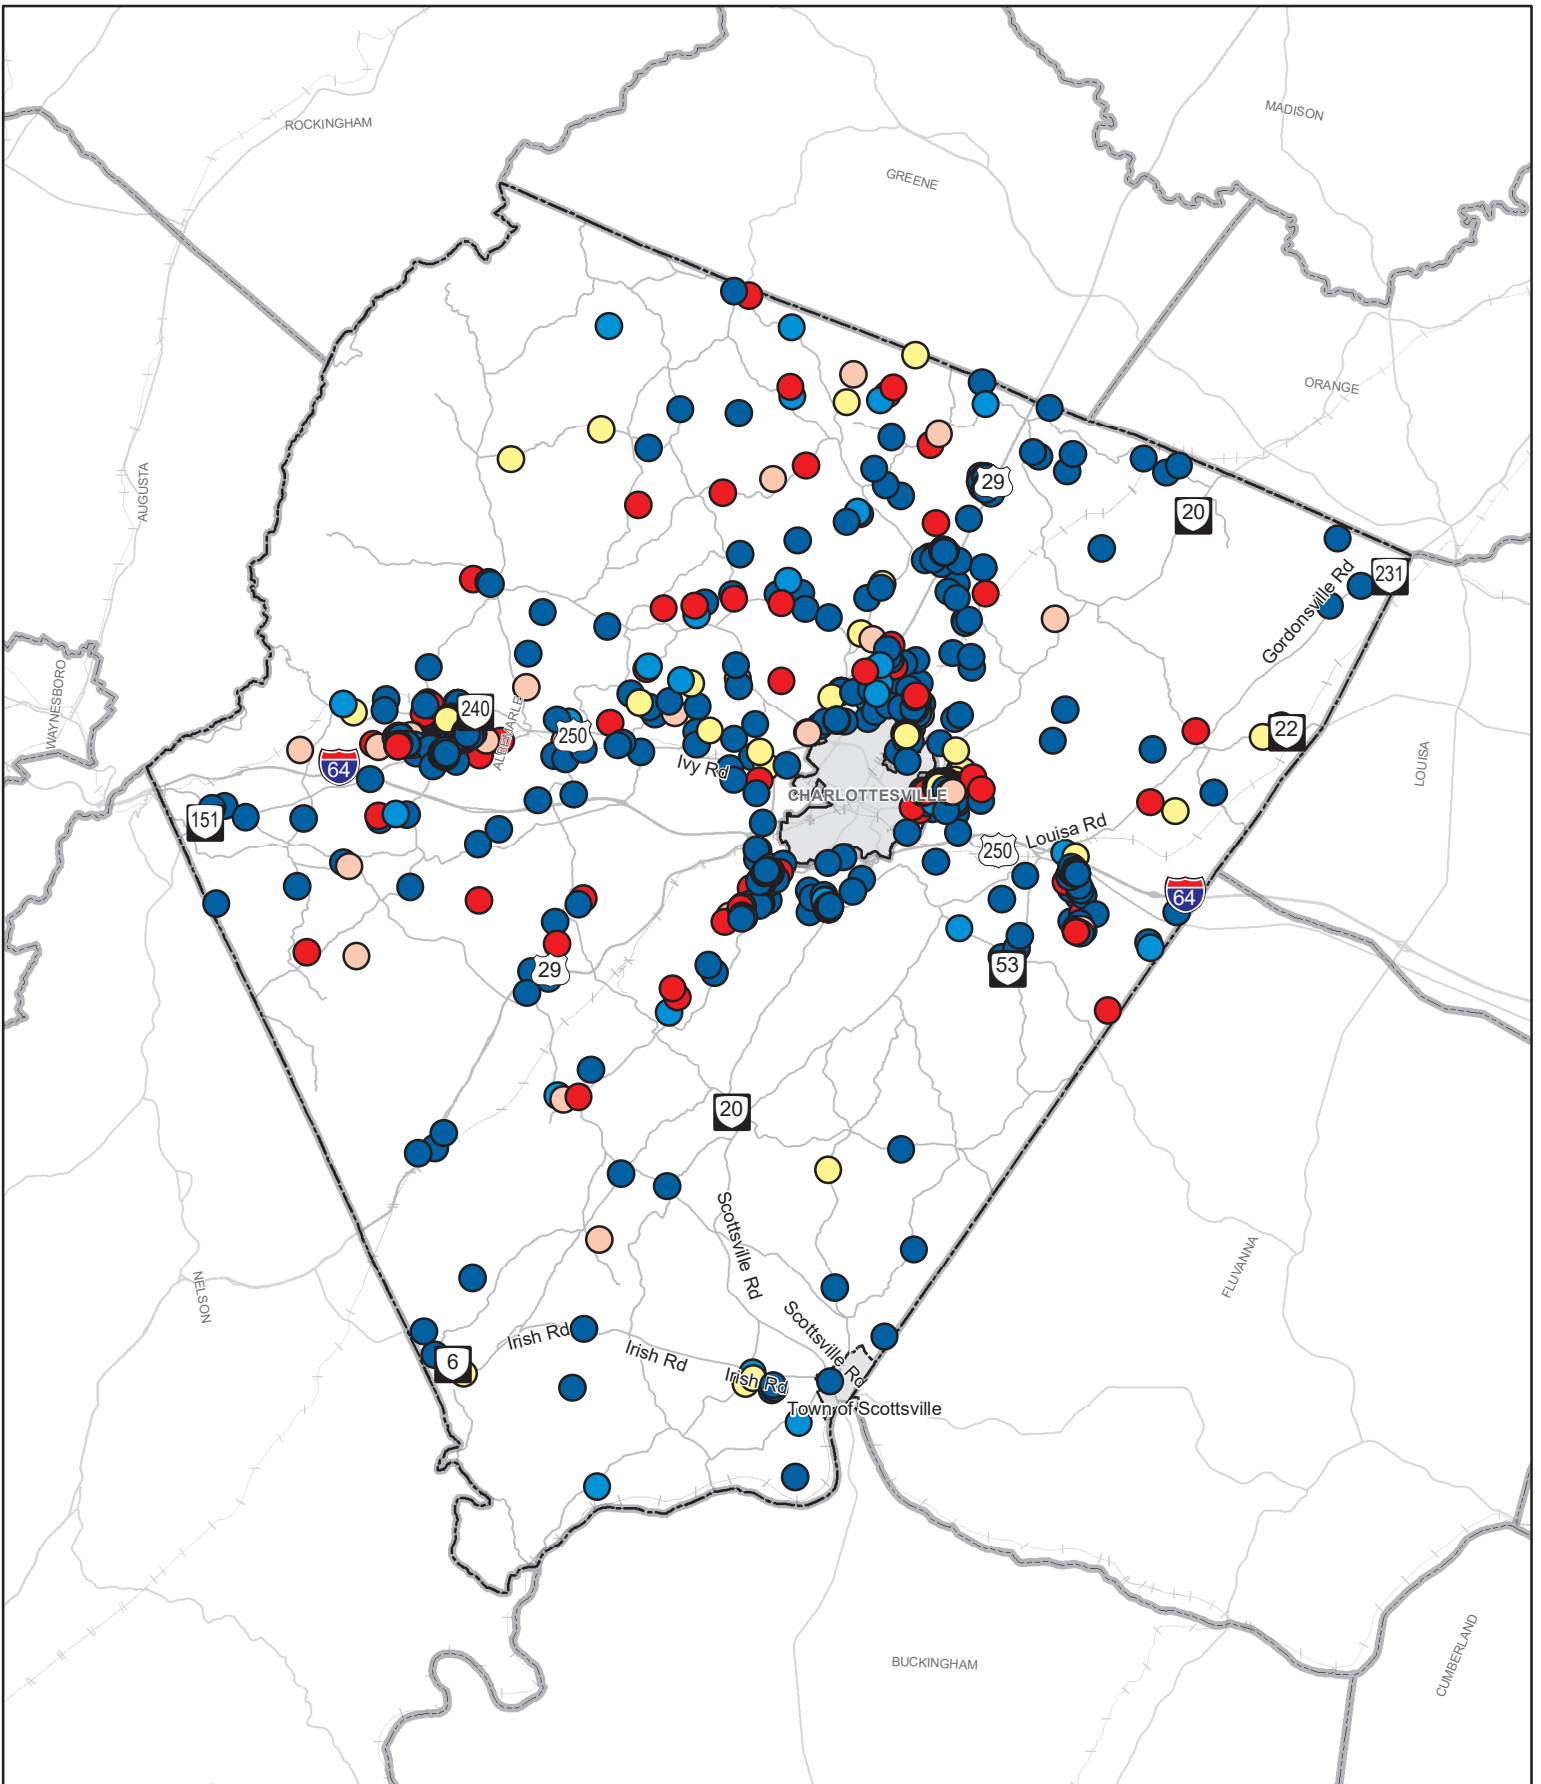 ROCKINGHAM
MADISON
GREENE
ORANGE
AUGUSTA
29
20
231
Gordonsville Rd
WAYNESBORO
240
ALBEMARLE
250
22
LOUISA
64
Ivy Rd
CHARLOTTESVILLE
151
Louisa Rd
250
64
29
53
20
Scottsville Rd
NELSON
FLUVANNA
Scottsville Rd
Irish Rd
Irish Rd
6
Irish Rd
Town of Scottsville
BUCKINGHAM
CUMBERLAND